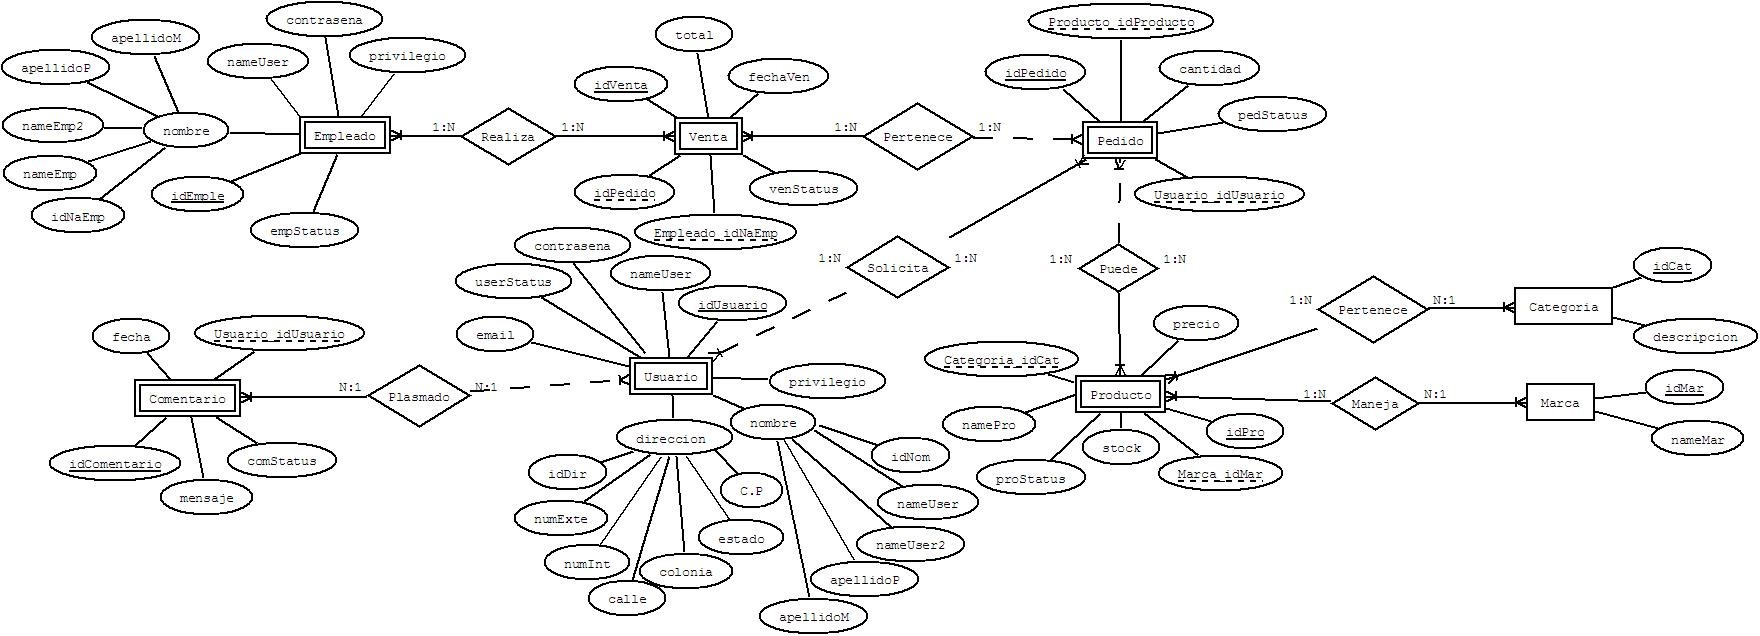 contrasena
apellidoM
nameUser
privilegio
apellidoP
nameEmp2
nombre
Empleado
nameEmp
idNaEmp
idEmple
empStatus
1:N
Realiza
1:N
total
idVenta
fechaVen
Venta
idPedido
venStatus
Empleado_idNaEmp
1:N
Pertenece
1:N
Producto_idProducto
idPedido
cantidad
pedStatus
Pedido
Usuario_idUsuario
1:N
Solicita
1:N
1:N
Puede
1:N
contrasena
userStatus
nameUser
idUsuario
email
Usuario
privilegio
direccion
nombre
idDir
numExte
numInt
calle
colonia
estado
C.P
idNom
nameUser
nameUser2
apellidoP
apellidoM
fecha
Usuario_idUsuario
Comentario
idComentario
mensaje
comStatus
N:1
Plasmado
N:1
precio
Categoria_idCat
Producto
namePro
proStatus
stock
idPro
Marca_idMar
1:N
Pertenece
N:1
Categoria
idCat
descripcion
1:N
Maneja
N:1
Marca
idMar
nameMar